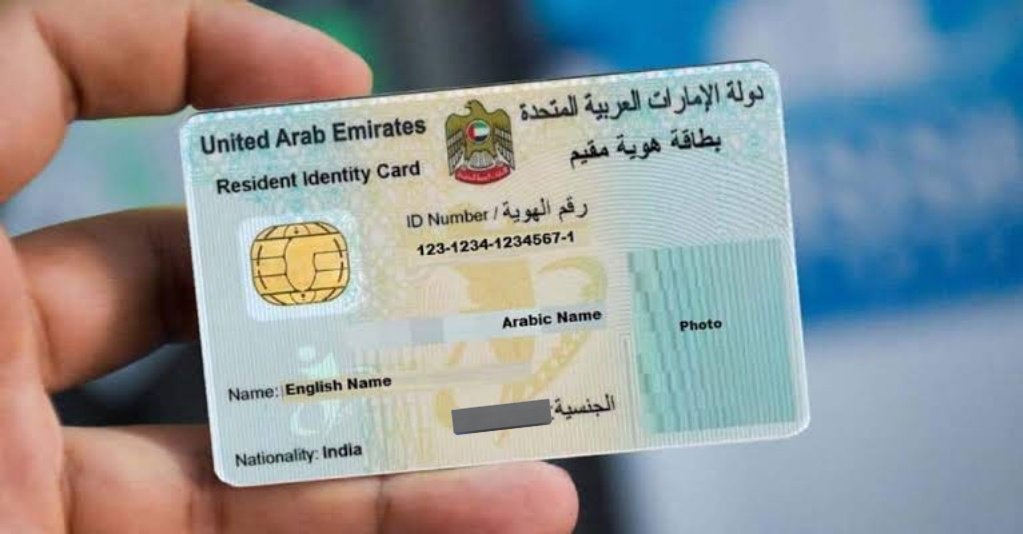 United Arab Emirates
دولة الإمارات العربية المتحدة
Resident Identity Card
بطاقة هوية مقيم
ID Number / رقم الهوية
123-1234-1234567-1
Arabic Name
Photo
Name: English Name
الجنسية:
Nationality: India